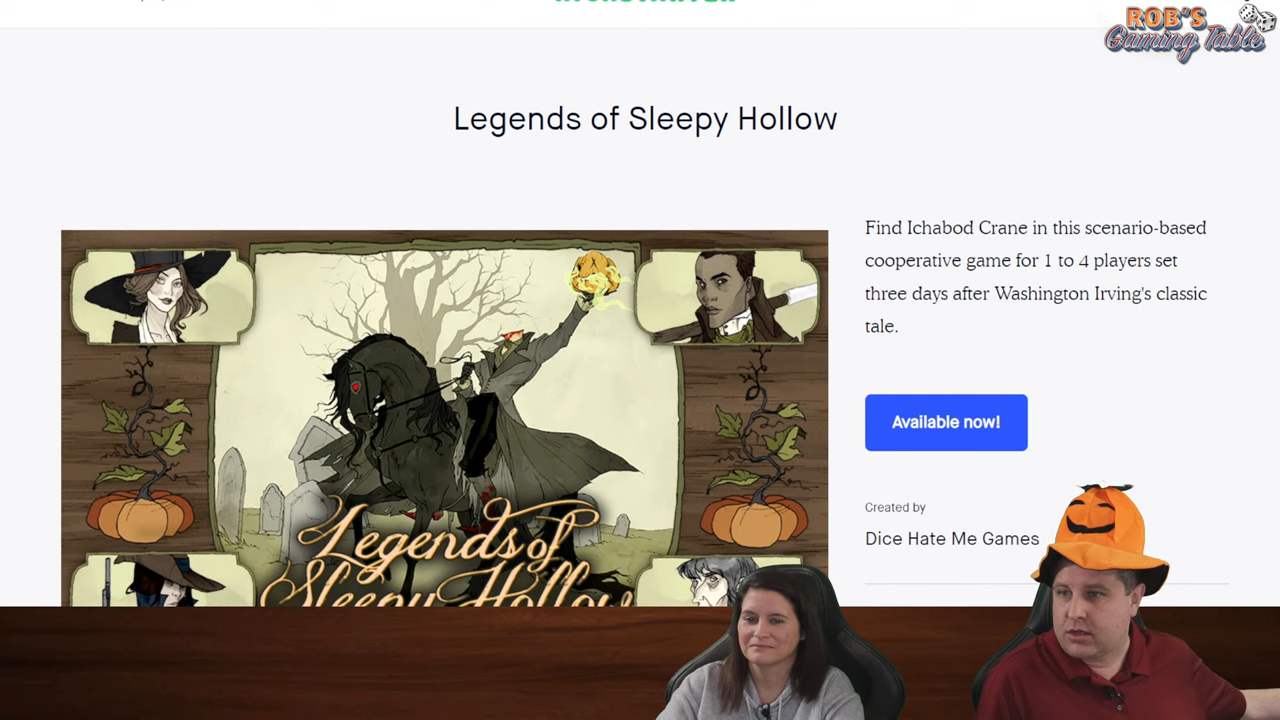 ROB'S
Gaming Table
Legends of Sleepy Hollow
Find Ichabod Crane in this scenario-based
cooperative game for 1 to 4 players set
three days after Washington Irving's classic
tale.
Available now!
Created by
Dice Hate Me Games
Legends of
Sleepy Hollow